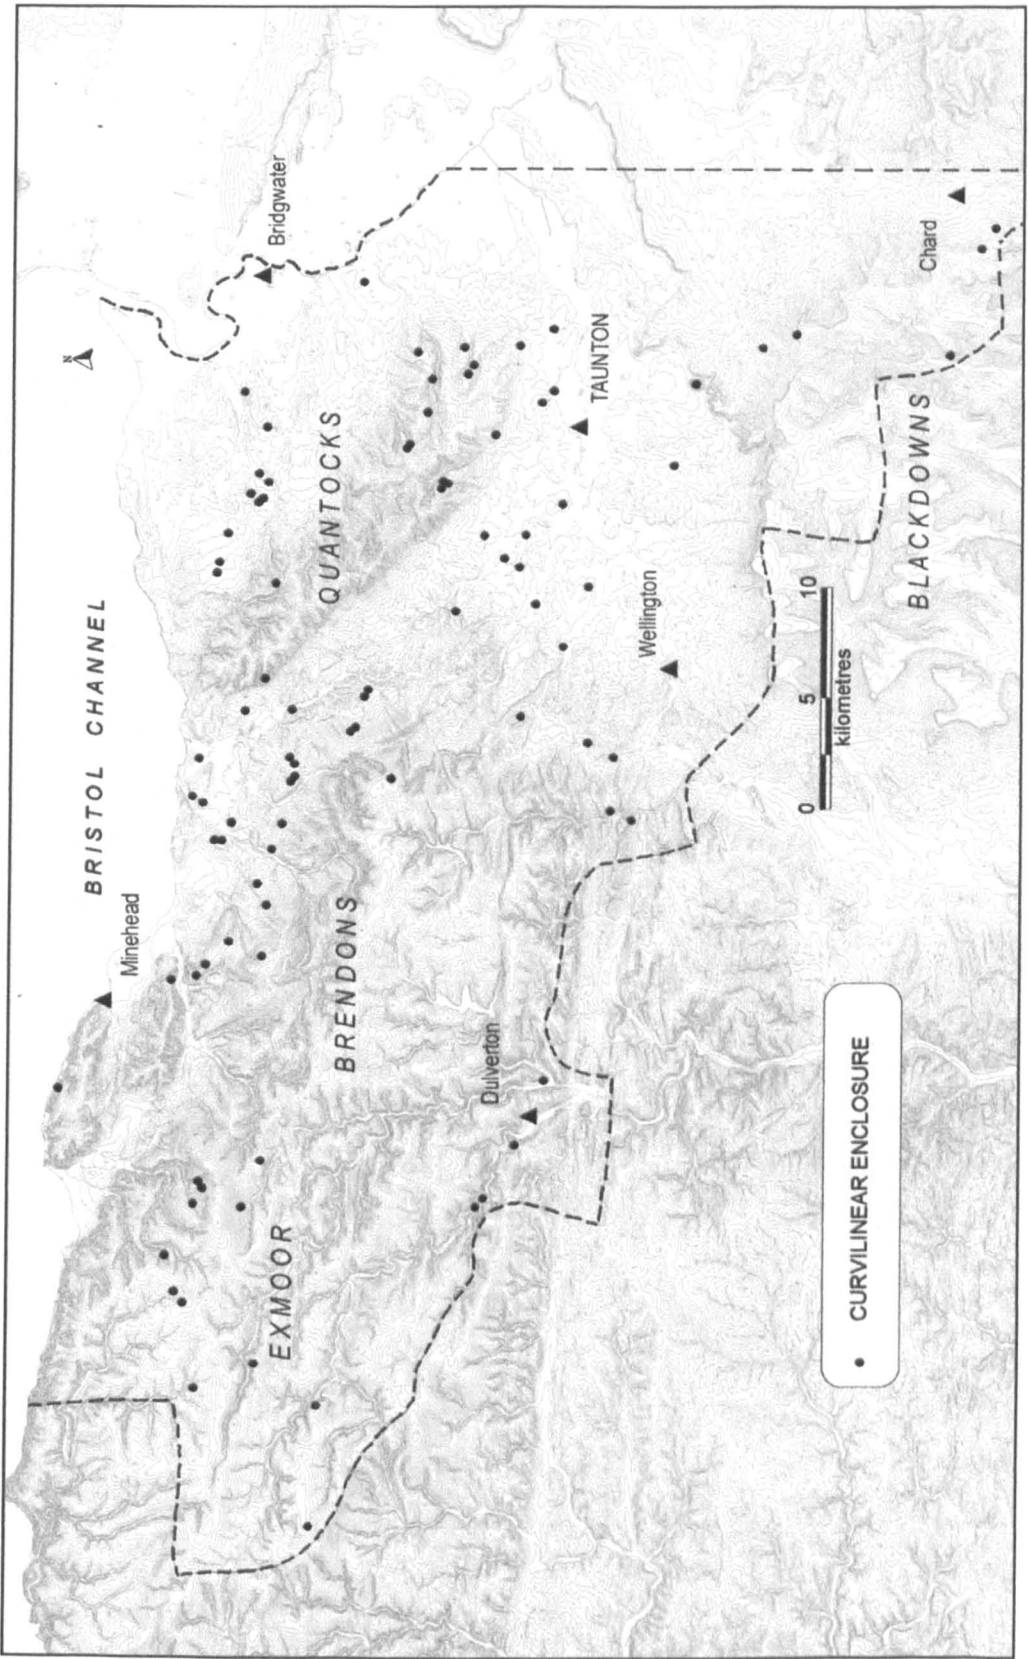 N
BRISTOL CHANNEL
Minehead
Bridgwater
QUANTOCKS
EXMOOR
BRENDONS
Dulverton
TAUNTON
Wellington
0 5 10
kilometres
BLACKDOWNS
Chard
CURVILINEAR ENCLOSURE